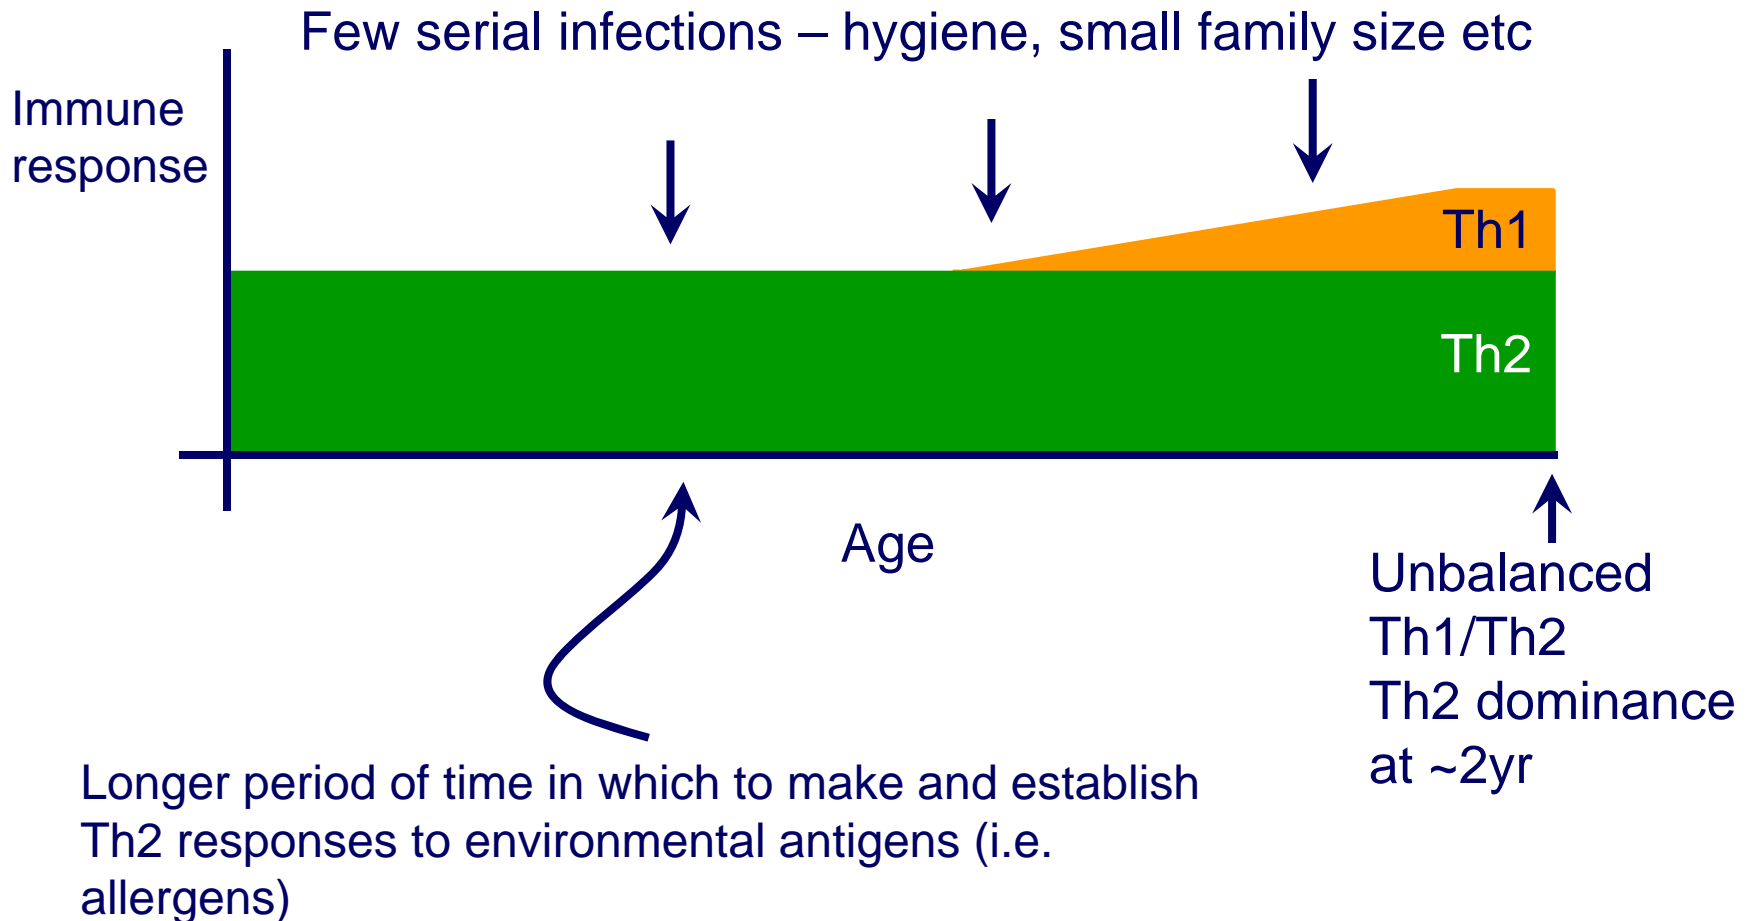 Few serial infections – hygiene, small family size etc
Immune
response
Th1
Th2
Age
Unbalanced
Th1/Th2
Th2 dominance
at ~2yr
Longer period of time in which to make and establish
Th2 responses to environmental antigens (i.e.
allergens)